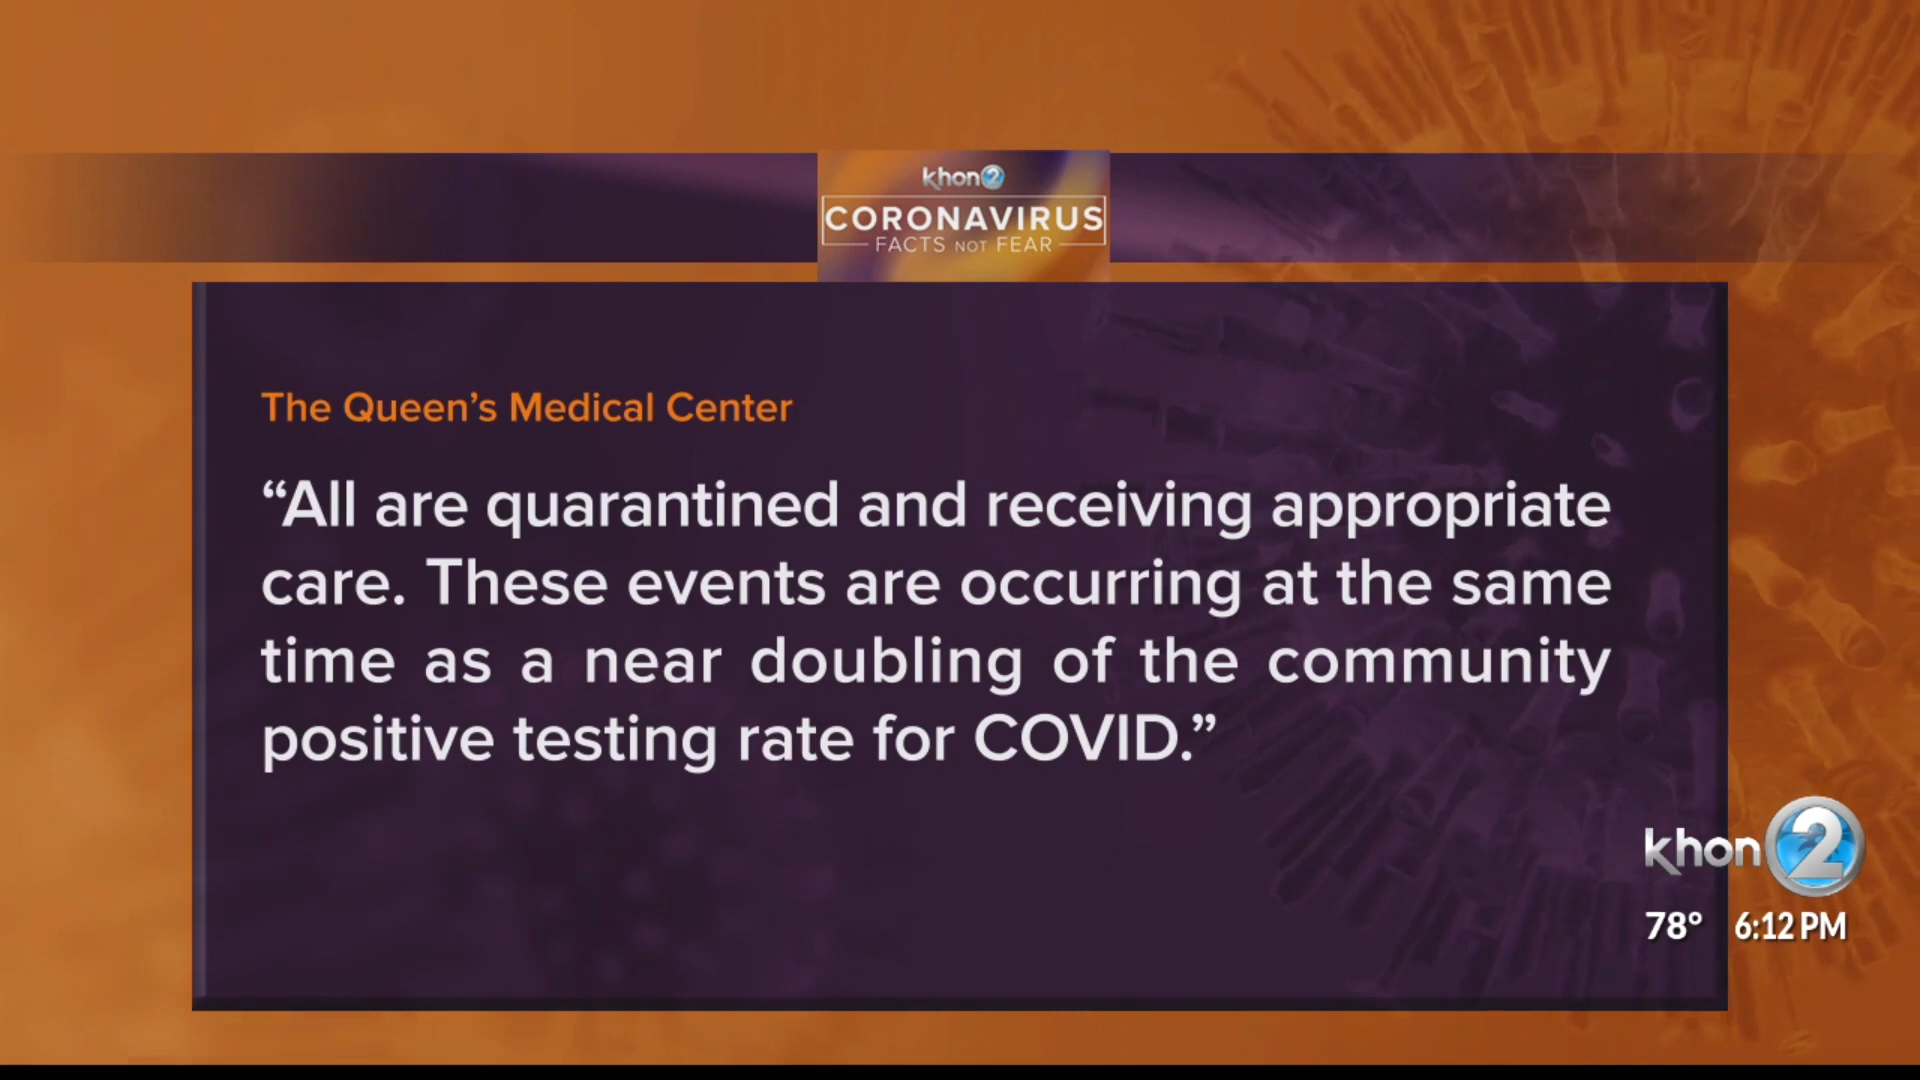 khon2
CORONAVIRUS
FACTS NOT FEAR
The Queen’s Medical Center
“All are quarantined and receiving appropriate
care. These events are occurring at the same
time as a near doubling of the community
positive testing rate for COVID.”
khon2
78° 6:12 PM